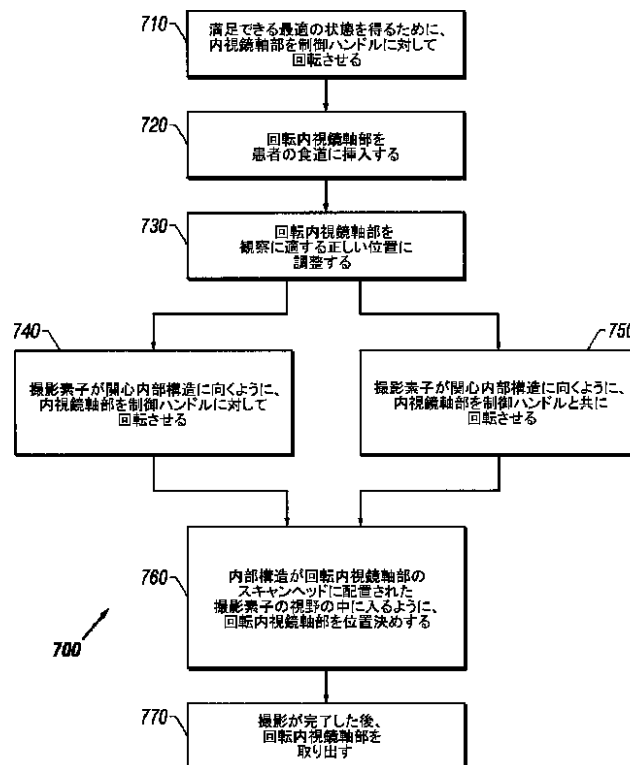 710
満足できる最適の状態を得るために、
内視鏡軸部を制御ハンドルに対して
回転させる
720
回転内視鏡軸部を
患者の食道に挿入する
730
回転内視鏡軸部を
観察に適する正しい位置に
調整する
740
撮影素子が関心内部構造に向くように、
内視鏡軸部を制御ハンドルに対して
回転させる
750
撮影素子が関心内部構造に向くように、
内視鏡軸部を制御ハンドルと共に
回転させる
760
内部構造が回転内視鏡軸部の
スキャンヘッドに配置された
撮影素子の視野の中に入るように、
回転内視鏡軸部を位置決めする
700
770
撮影が完了した後、
回転内視鏡軸部を
取り出す